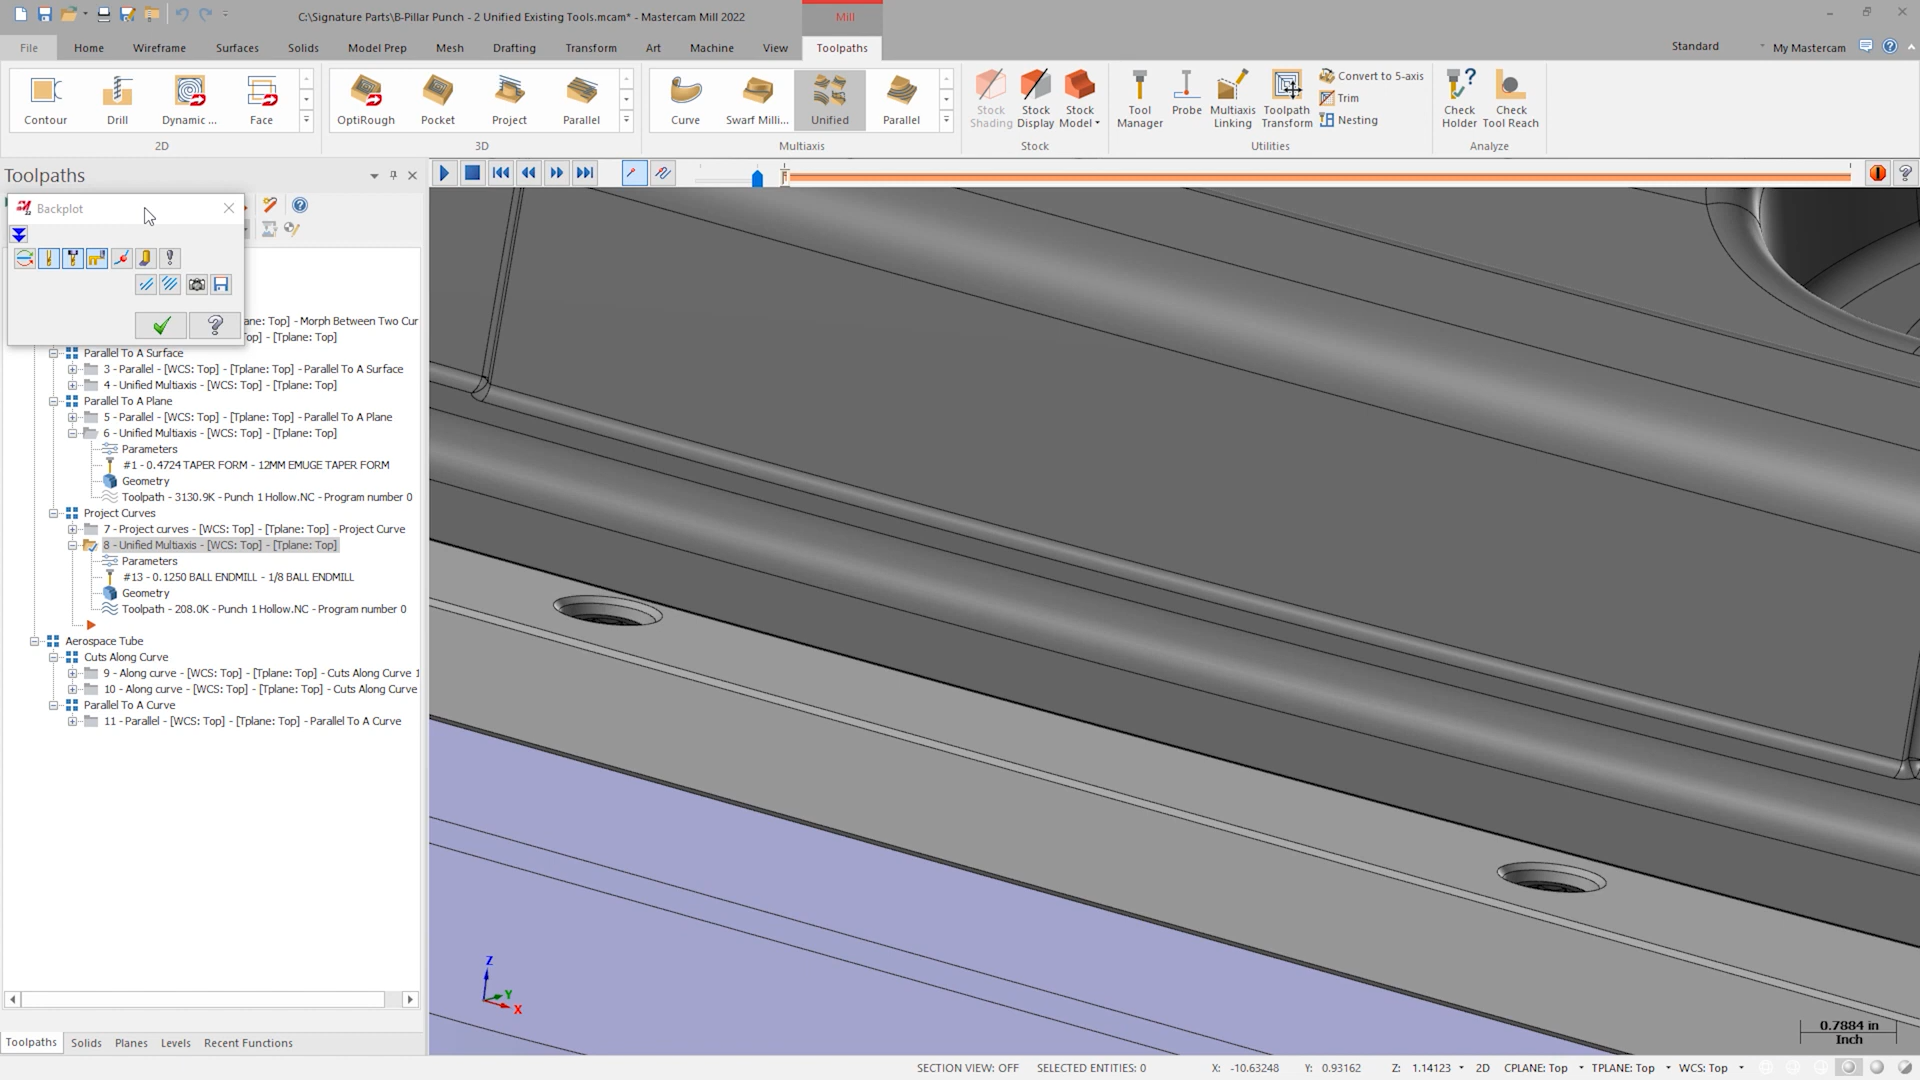 C:\Signature Parts\B-Pillar Punch - 2 Unified Existing Tools.mcam* - Mastercam Mill 2022
Mill
File Home Wireframe Surfaces Solids Model Prep Mesh Drafting Transform Art Machine View Toolpaths
Standard My Mastercam
Contour Drill Dynamic ... Face
2D
OptiRough Pocket Project Parallel
3D
Curve Swarf Milli... Unified Parallel
Multiaxis
Stock Shading
Stock Display
Stock Model
Stock
Tool Manager
Probe
Multiaxis Linking
Toolpath Transform
Convert to 5-axis
Trim
Nesting
Utilities
Check Holder
Check Tool Reach
Analyze
Toolpaths
Backplot
ane: Top] - Morph Between Two Cur
op] - [Tplane: Top]
Parallel To A Surface
3 - Parallel - [WCS: Top] - [Tplane: Top] - Parallel To A Surface
4 - Unified Multiaxis - [WCS: Top] - [Tplane: Top]
Parallel To A Plane
5 - Parallel - [WCS: Top] - [Tplane: Top] - Parallel To A Plane
6 - Unified Multiaxis - [WCS: Top] - [Tplane: Top]
Parameters
#1 - 0.4724 TAPER FORM - 12MM EMUGE TAPER FORM
Geometry
Toolpath - 3130.9K - Punch 1 Hollow.NC - Program number 0
Project Curves
7 - Project curves - [WCS: Top] - [Tplane: Top] - Project Curve
8 - Unified Multiaxis - [WCS: Top] - [Tplane: Top]
Parameters
#13 - 0.1250 BALL ENDMILL - 1/8 BALL ENDMILL
Geometry
Toolpath - 208.0K - Punch 1 Hollow.NC - Program number 0
Aerospace Tube
Cuts Along Curve
9 - Along curve - [WCS: Top] - [Tplane: Top] - Cuts Along Curve 1
10 - Along curve - [WCS: Top] - [Tplane: Top] - Cuts Along Curve
Parallel To A Curve
11 - Parallel - [WCS: Top] - [Tplane: Top] - Parallel To A Curve
Z
Y
X
0.7884 in
Inch
Toolpaths Solids Planes Levels Recent Functions
SECTION VIEW: OFF SELECTED ENTITIES: 0 X: -10.63248 Y: 0.93162 Z: 1.14123 2D CPLANE: Top TPLANE: Top WCS: Top